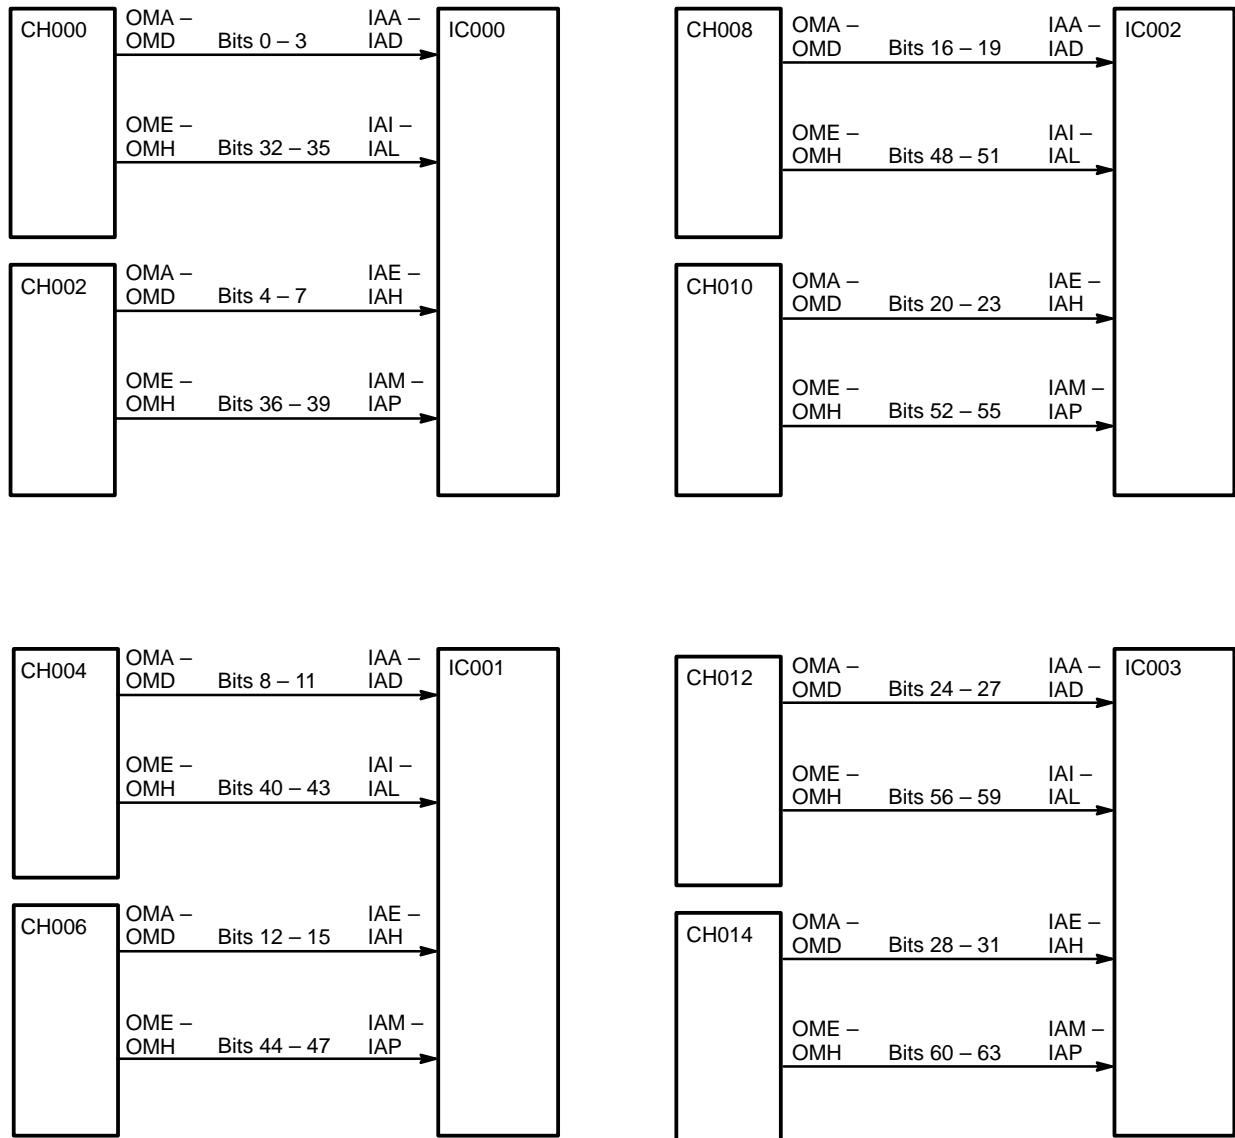 CH000
OMA –
OMD
Bits 0 – 3
IAA –
IAD
IC000
OME –
OMH
Bits 32 – 35
IAI –
IAL
CH002
OMA –
OMD
Bits 4 – 7
IAE –
IAH
OME –
OMH
Bits 36 – 39
IAM –
IAP
CH008
OMA –
OMD
Bits 16 – 19
IAA –
IAD
IC002
OME –
OMH
Bits 48 – 51
IAI –
IAL
CH010
OMA –
OMD
Bits 20 – 23
IAE –
IAH
OME –
OMH
Bits 52 – 55
IAM –
IAP
CH004
OMA –
OMD
Bits 8 – 11
IAA –
IAD
IC001
OME –
OMH
Bits 40 – 43
IAI –
IAL
CH006
OMA –
OMD
Bits 12 – 15
IAE –
IAH
OME –
OMH
Bits 44 – 47
IAM –
IAP
CH012
OMA –
OMD
Bits 24 – 27
IAA –
IAD
IC003
OME –
OMH
Bits 56 – 59
IAI –
IAL
CH014
OMA –
OMD
Bits 28 – 31
IAE –
IAH
OME –
OMH
Bits 60 – 63
IAM –
IAP